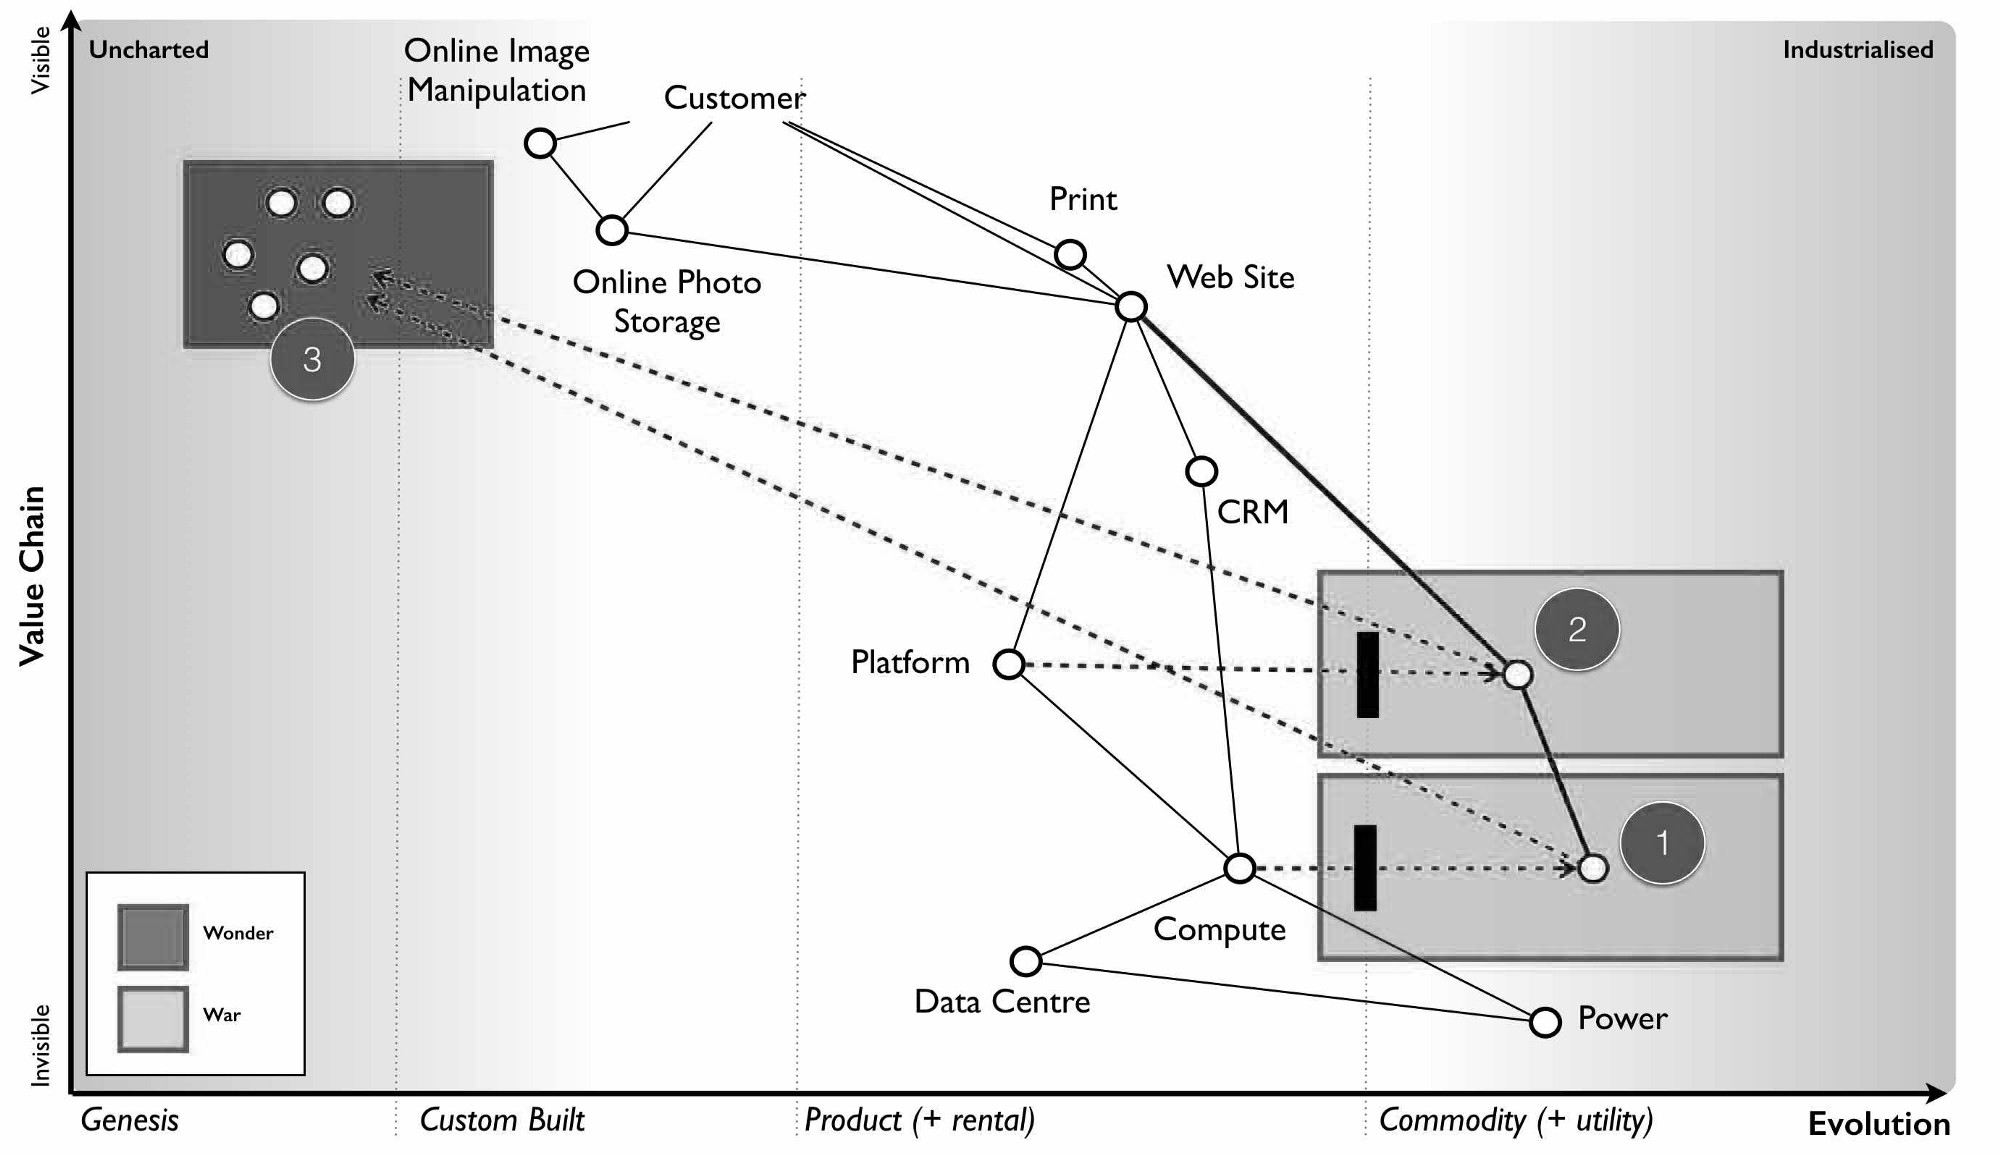 Visible
Uncharted
Online Image
Manipulation
Customer
Industrialised
Print
Web Site
Online Photo
Storage
3
Value Chain
CRM
2
Platform
1
Compute
Wonder
War
Data Centre
Power
Invisible
Genesis
Custom Built
Product (+ rental)
Commodity (+ utility)
Evolution